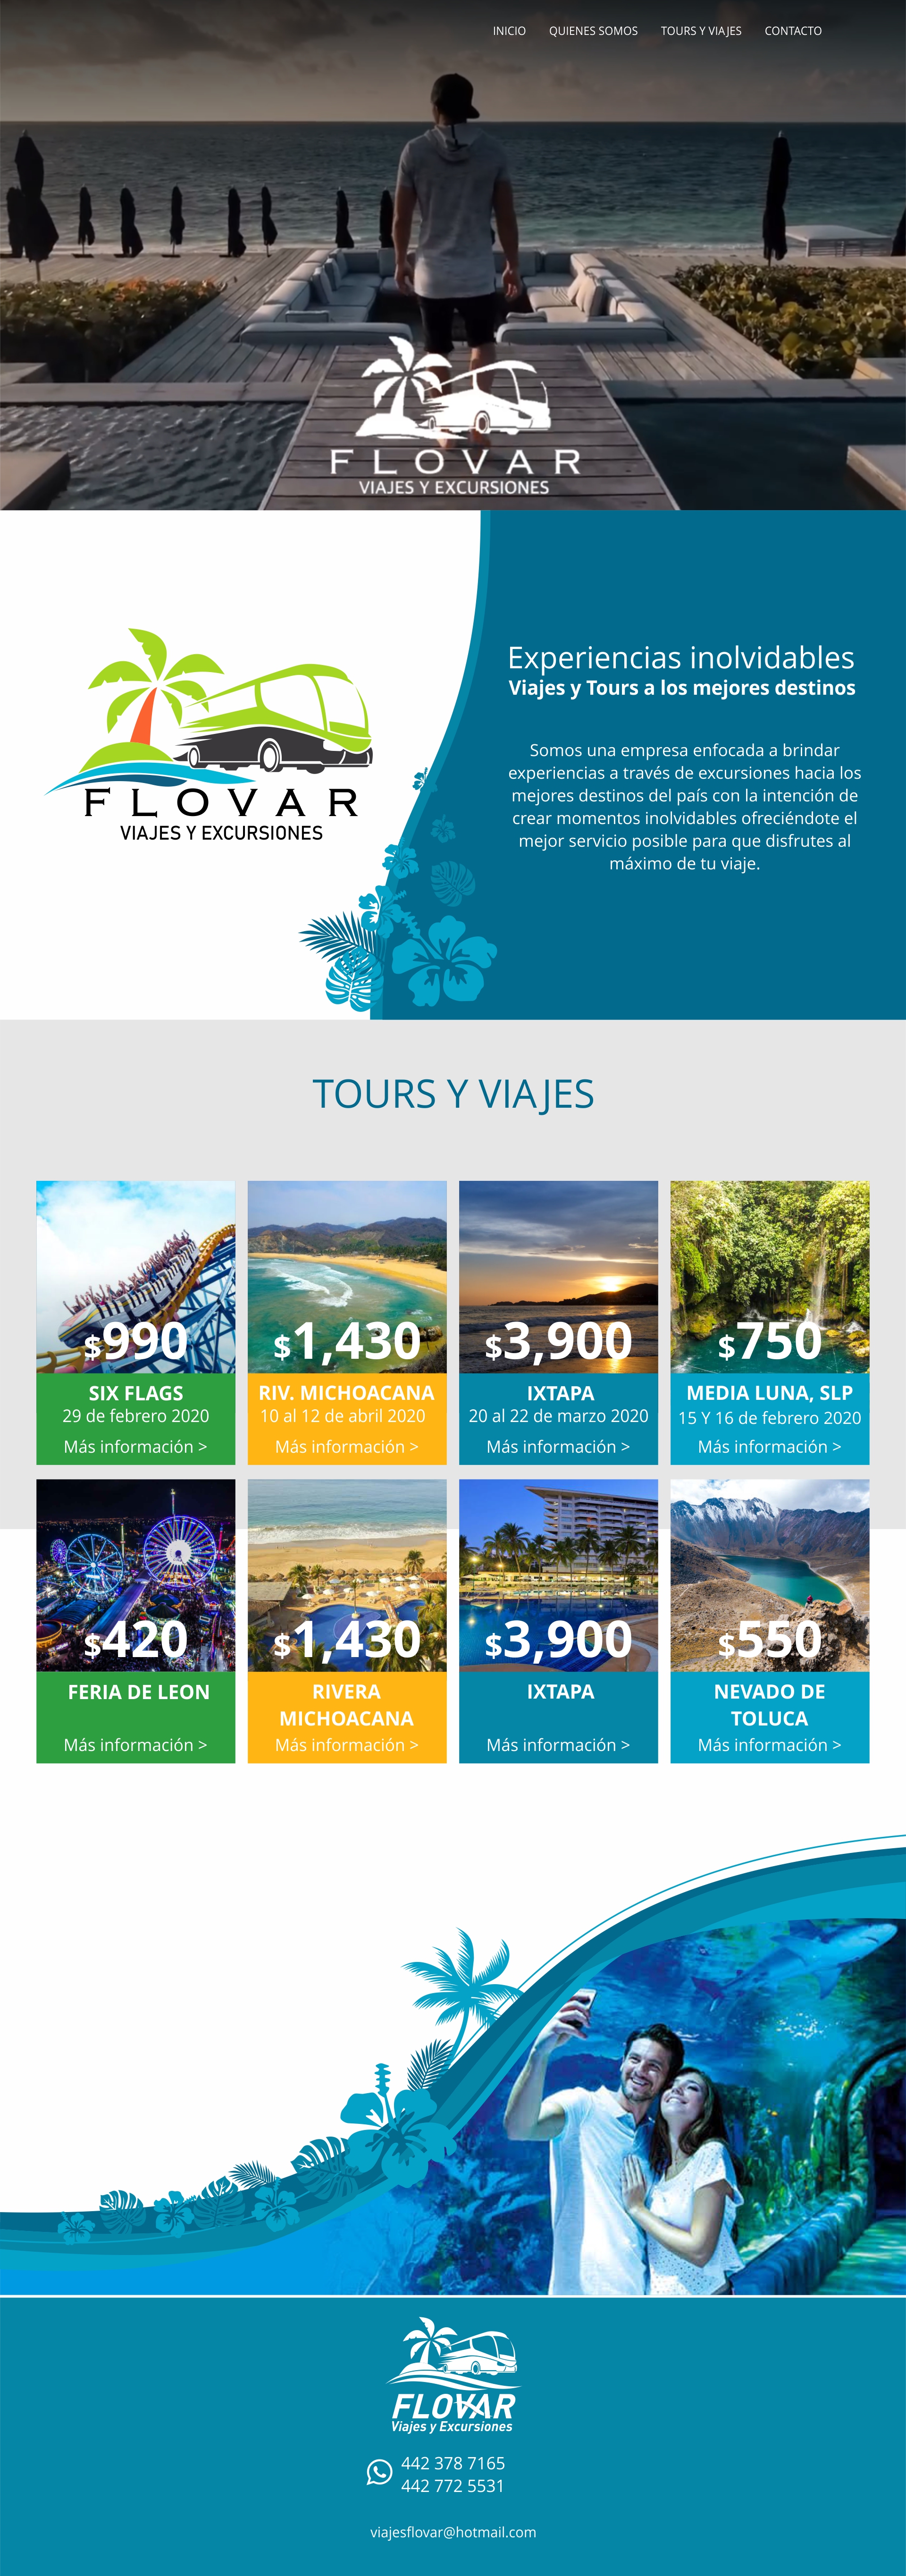 INICIO QUIENES SOMOS TOURS Y VIAJES CONTACTO
FLOVAR
VIAJES Y EXCURSIONES
FLOVAR
VIAJES Y EXCURSIONES
Experiencias inolvidables
Viajes y Tours a los mejores destinos
Somos una empresa enfocada a brindar
experiencias a través de excursiones hacia los
mejores destinos del país con la intención de
crear momentos inolvidables ofreciéndote el
mejor servicio posible para que disfrutes al
máximo de tu viaje.
TOURS Y VIAJES
$990
SIX FLAGS
29 de febrero 2020
Más información >
$1,430
RIV. MICHOACANA
10 al 12 de abril 2020
Más información >
$3,900
IXTAPA
20 al 22 de marzo 2020
Más información >
$750
MEDIA LUNA, SLP
15 Y 16 de febrero 2020
Más información >
$420
FERIA DE LEON
Más información >
$1,430
RIVERA
MICHOACANA
Más información >
$3,900
IXTAPA
Más información >
$550
NEVADO DE
TOLUCA
Más información >
FLOVAR
Viajes y Excursiones
442 378 7165
442 772 5531
viajesflovar@hotmail.com